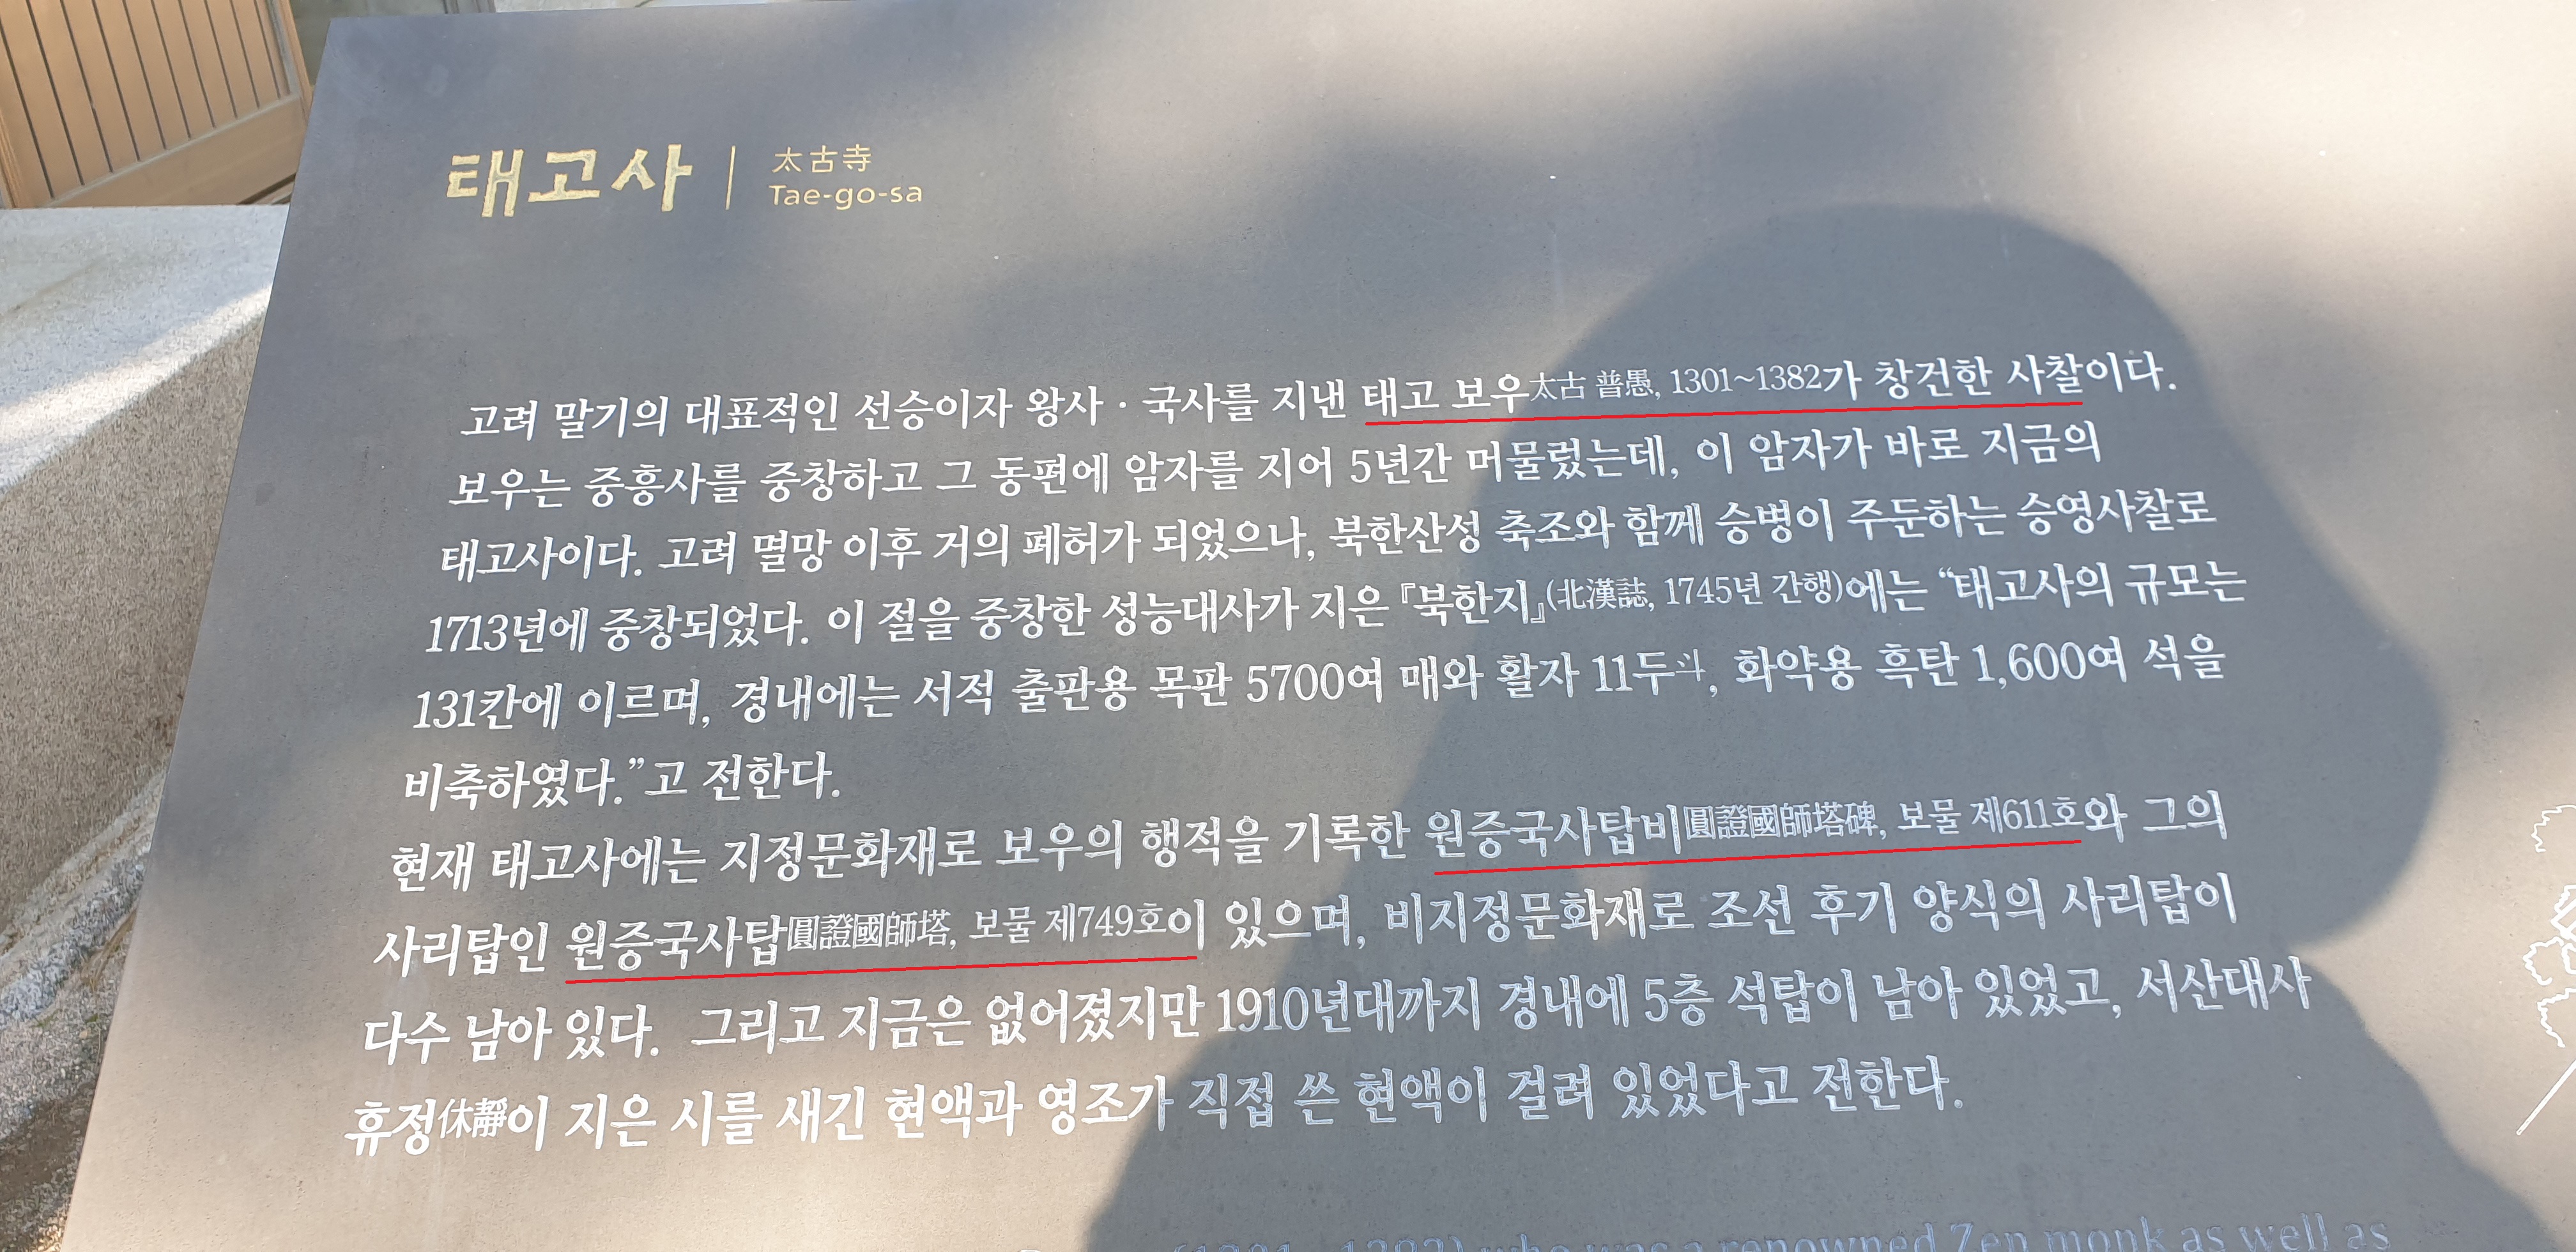 태고사
太古寺
Tae-go-sa
고려 말기의 대표적인 선승이자 왕사 · 국사를 지낸 태고 보우太古 普愚, 1301~1382가 창건한 사찰이다.
보우는 중흥사를 중창하고 그 동편에 암자를 지어 5년간 머물렀는데, 이 암자가 바로 지금의
태고사이다. 고려 멸망 이후 거의 폐허가 되었으나, 북한산성 축조와 함께 승병이 주둔하는 승영사찰로
1713년에 중창되었다. 이 절을 중창한 성능대사가 지은 『북한지』(北漢誌, 1745년 간행)에는 “태고사의 규모는
131칸에 이르며, 경내에는 서적 출판용 목판 5700여 매와 활자 11두斗, 화약용 흑탄 1,600여 석을
비축하였다.”고 전한다.
현재 태고사에는 지정문화재로 보우의 행적을 기록한 원증국사탑비圓證國師塔碑, 보물 제611호와 그의
사리탑인 원증국사탑圓證國師塔, 보물 제749호이 있으며, 비지정문화재로 조선 후기 양식의 사리탑이
다수 남아 있다. 그리고 지금은 없어졌지만 1910년대까지 경내에 5층 석탑이 남아 있었고, 서산대사
휴정休靜이 지은 시를 새긴 현액과 영조가 직접 쓴 현액이 걸려 있었다고 전한다.
(1301~1382) who was a renowned Zen monk as well as